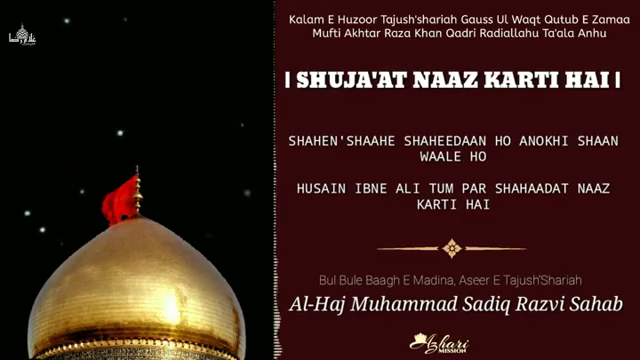 Kalam E Huzoor Tajush'shariah Gauss Ul Waqt Qutub E Zamaa
Mufti Akhtar Raza Khan Qadri Radiallahu Ta'ala Anhu
| SHUJA'AT NAAZ KARTI HAI |
SHAHEN'SHAAHE SHAHEEDAAN HO ANOKHI SHAAN
WAALE HO
HUSAIN IBNE ALI TUM PAR SHAHAADAT NAAZ
KARTI HAI
Bul Bule Baagh E Madina, Aseer E Tajush'Shariah
Al-Haj Muhammad Sadiq Razvi Sahab
Azhari
MISSION